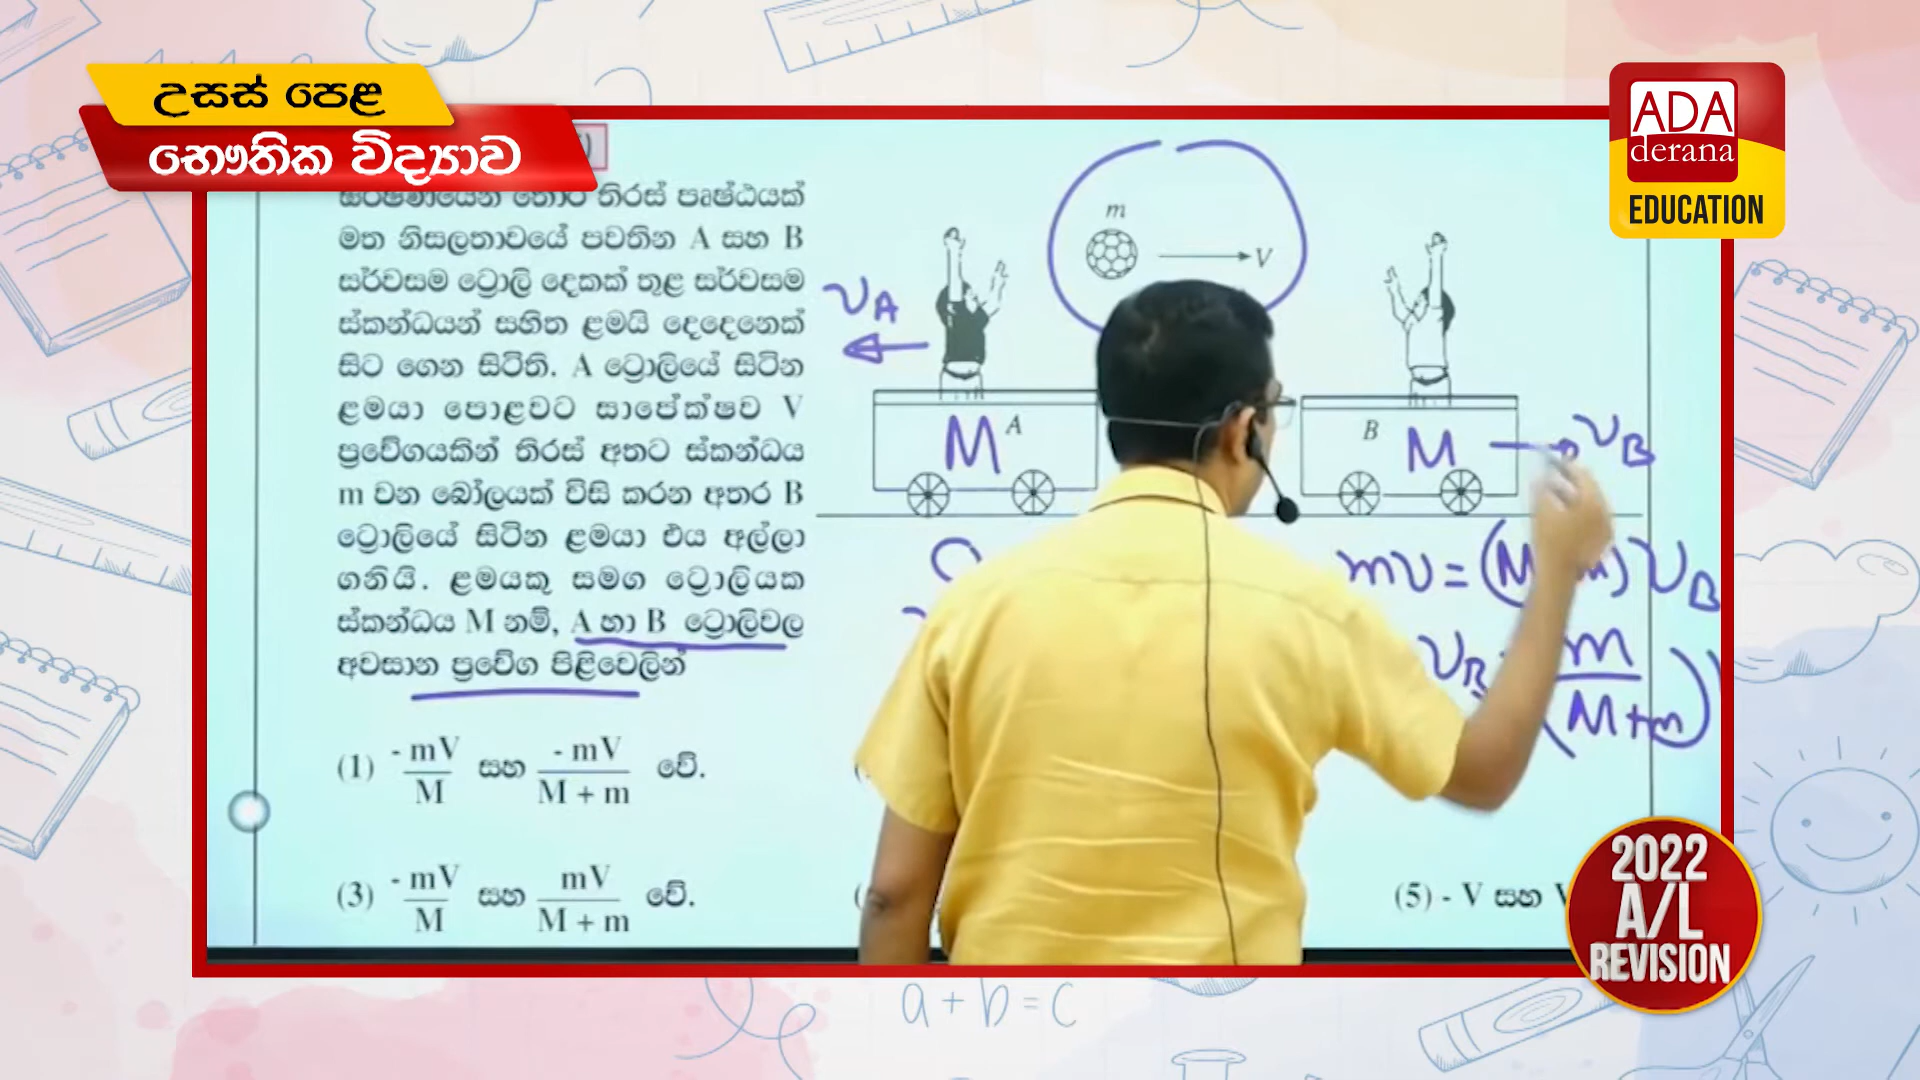 උසස් පෙළ
භෞතික විද්‍යාව
ADA
derana
EDUCATION
ඝර්ෂණයෙන් තොර තිරස් පෘෂ්ඨයක්
මත නිසලතාවයේ පවතින A සහ B
සර්වසම ට්‍රොලි දෙකක් තුළ සර්වසම
ස්කන්ධයන් සහිත ළමයි දෙදෙනෙක්
සිට ගෙන සිටිති. A ට්‍රොලියේ සිටින
ළමයා පොළවට සාපේක්ෂව V
ප්‍රවේගයකින් තිරස් අතට ස්කන්ධය
m වන බෝලයක් විසි කරන අතර B
ට්‍රොලියේ සිටින ළමයා එය අල්ලා
ගනියි. ළමයකු සමග ට්‍රොලියක
ස්කන්ධය M නම්, A හා B ට්‍රොලිවල
අවසාන ප්‍රවේග පිළිවෙලින්
m
V
VA
M A
B M
VB
mv = (M m) VB
VB m
(M+m)
(1) - mV / M සහ - mV / M + m වේ.
(3) - mV / M සහ mV / M + m වේ.
(5) - V සහ
2022
A/L
REVISION
a + b = c